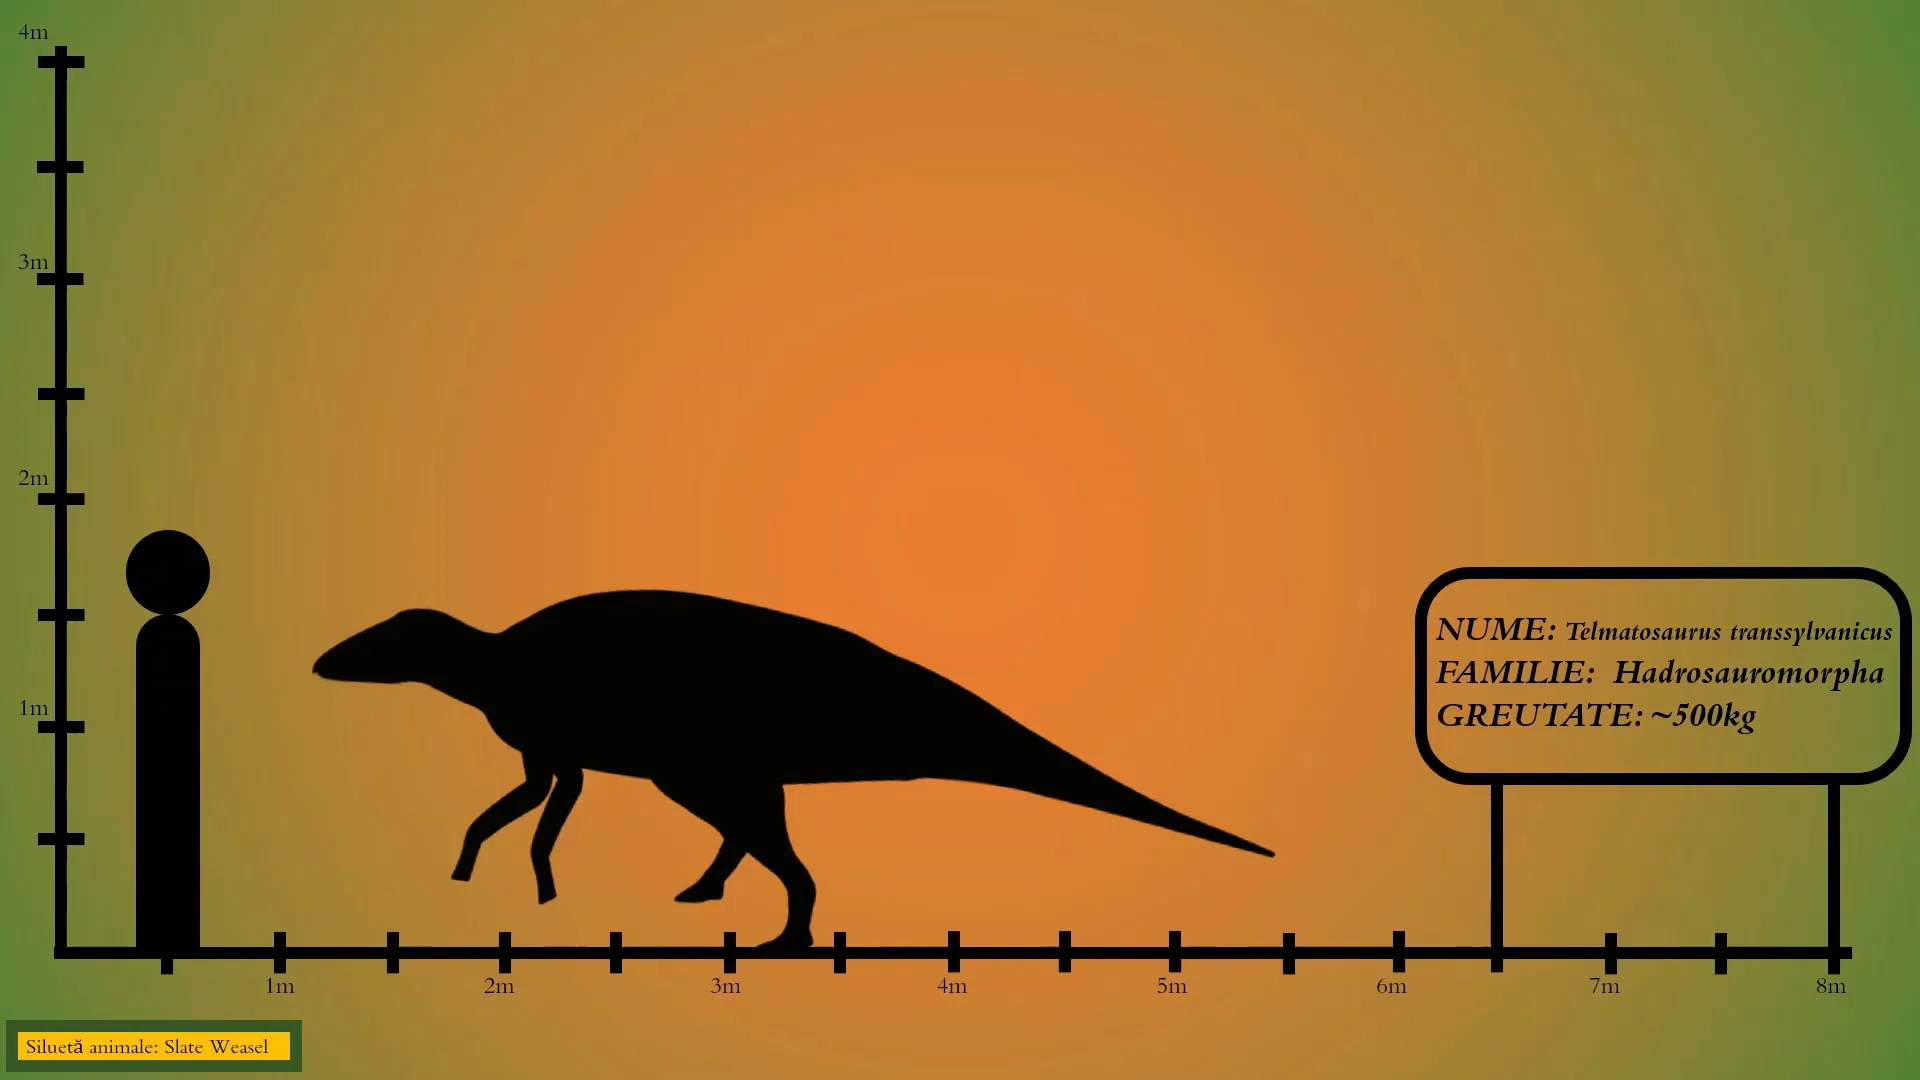 4m
3m
2m
1m
NUME: Telmatosaurus transsylvanicus
FAMILIE: Hadrosauromorpha
GREUTATE: ~500kg
1m 2m 3m 4m 5m 6m 7m 8m
Siluetă animale: Slate Weasel